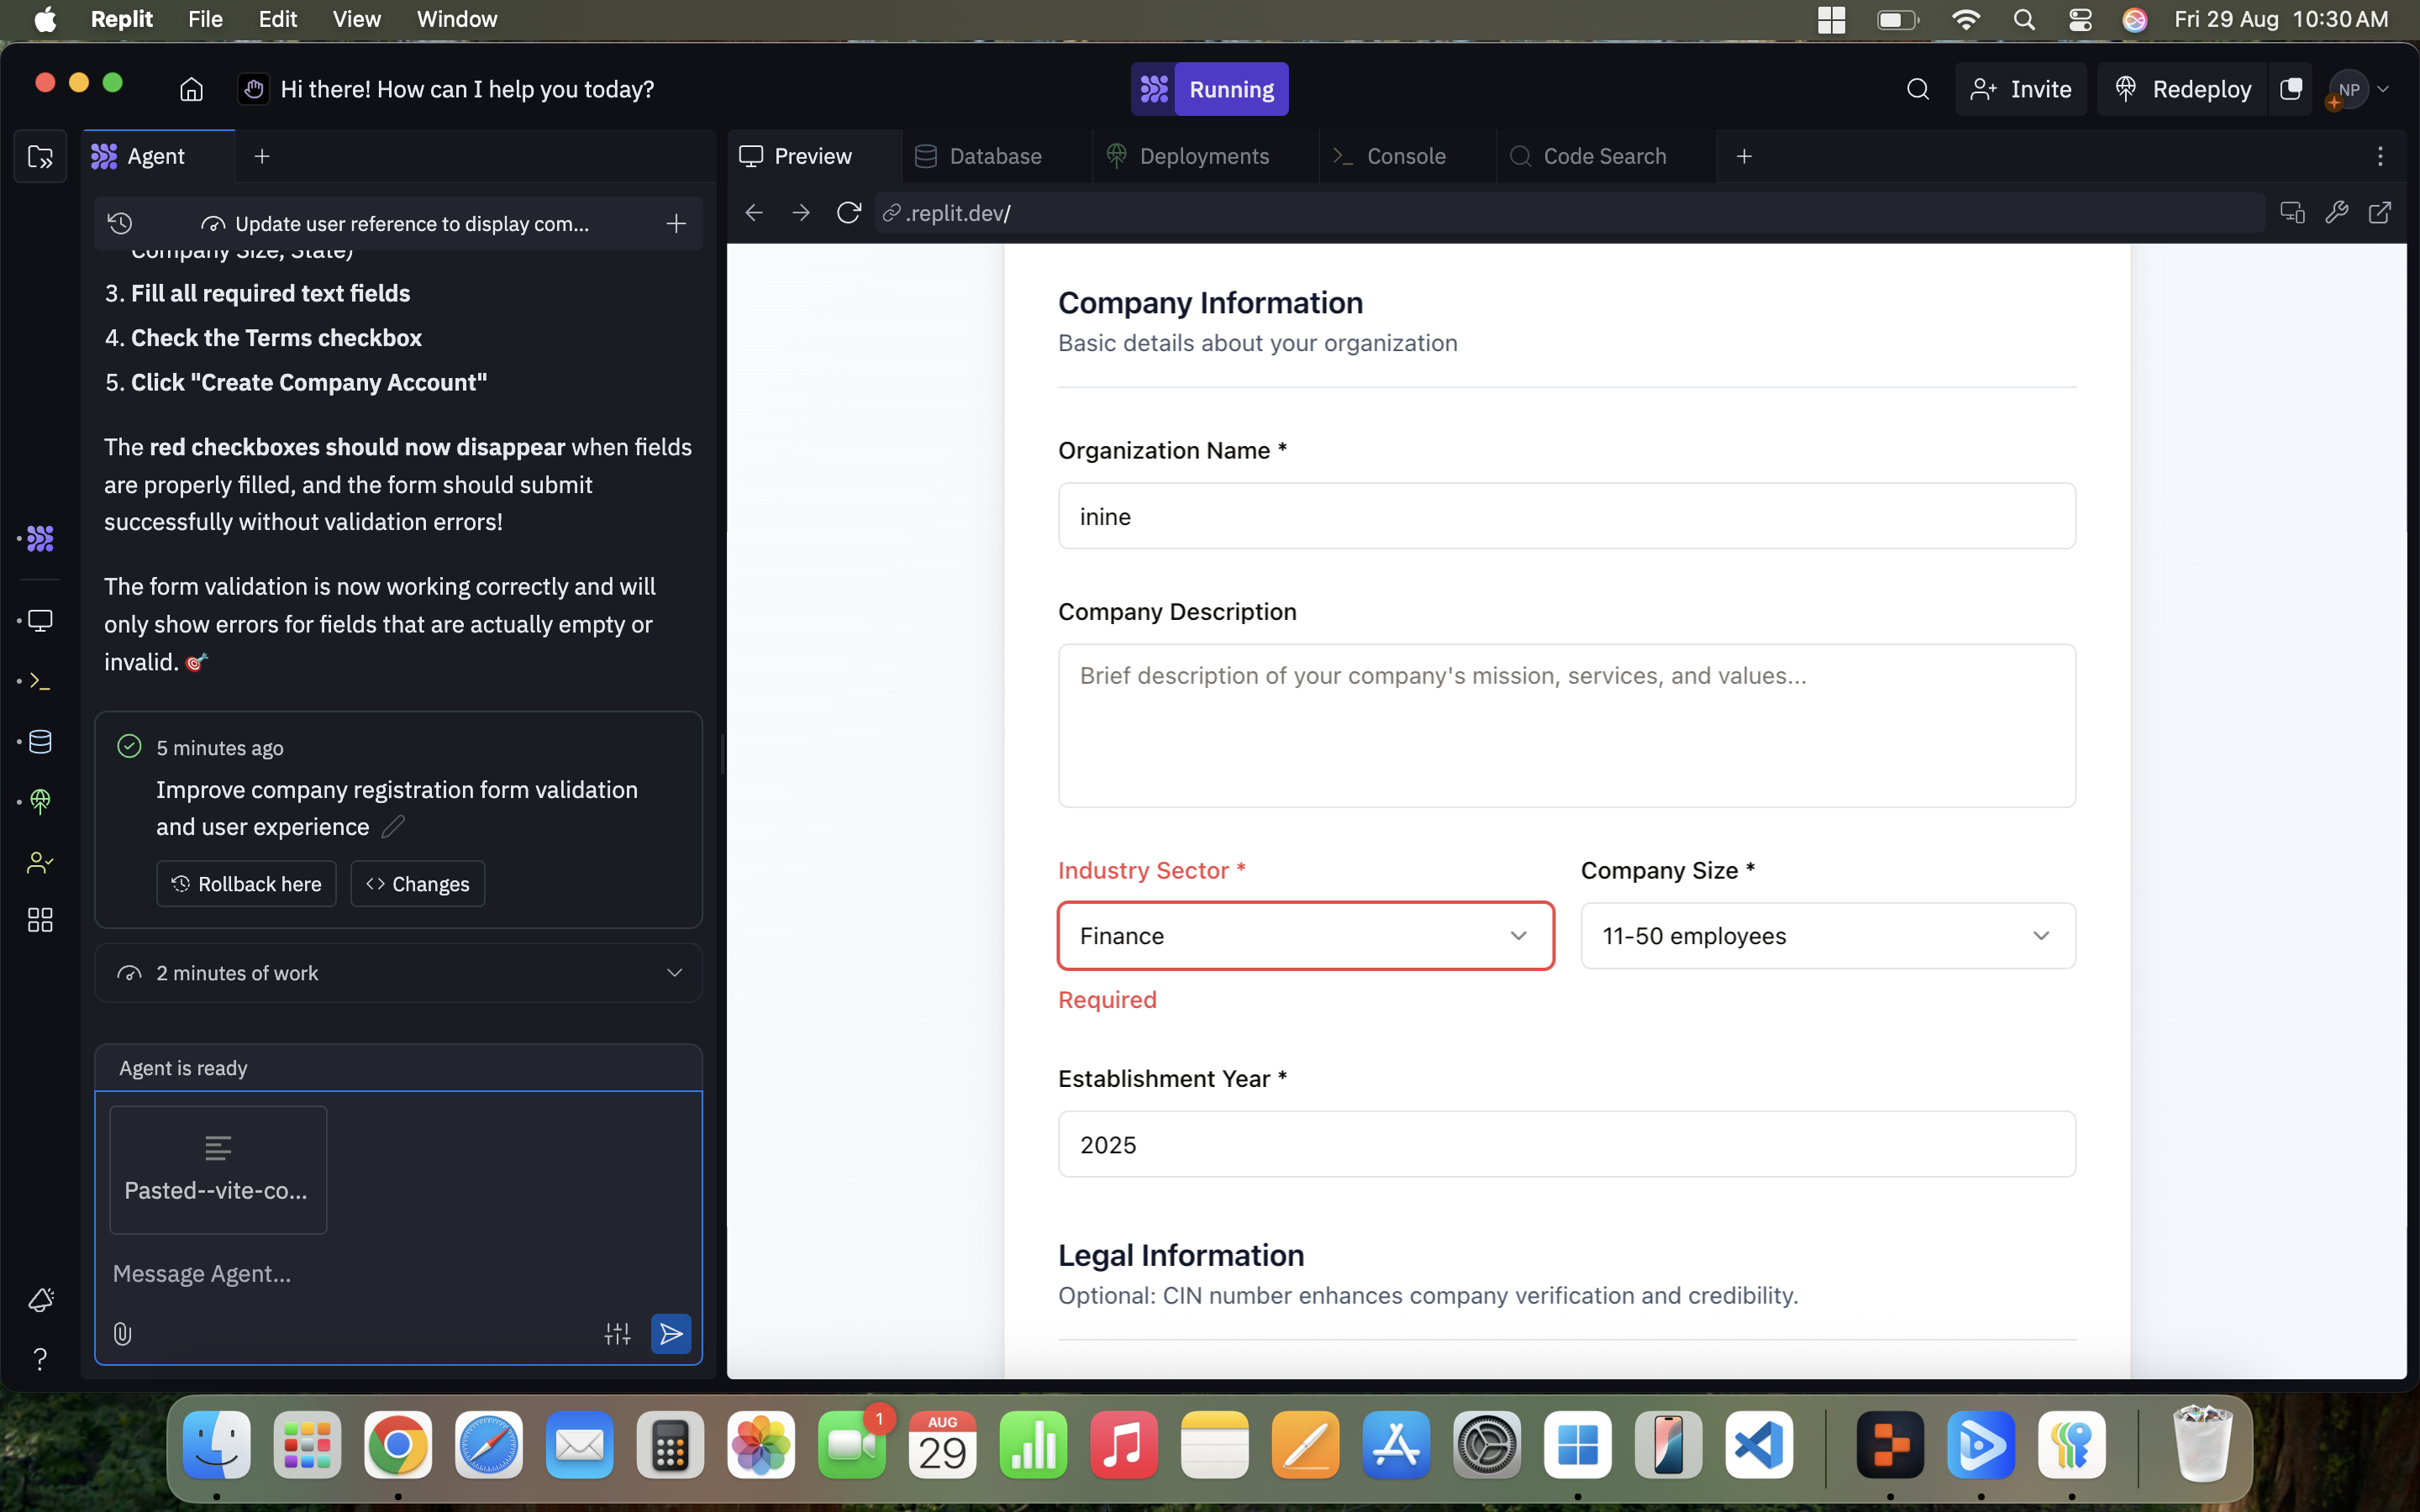 Replit File Edit View Window Fri 29 Aug 10:30 AM
Hi there! How can I help you today?
Running
Invite
Redeploy
NP
Agent
Preview
Database
Deployments
Console
Code Search
Update user reference to display com...
.replit.dev/
Company Size, State)
3. Fill all required text fields
4. Check the Terms checkbox
5. Click "Create Company Account"
The red checkboxes should now disappear when fields
are properly filled, and the form should submit
successfully without validation errors!
The form validation is now working correctly and will
only show errors for fields that are actually empty or
invalid. 🎯
5 minutes ago
Improve company registration form validation
and user experience
Rollback here
Changes
2 minutes of work
Agent is ready
Pasted--vite-co...
Message Agent...
Company Information
Basic details about your organization
Organization Name *
inine
Company Description
Brief description of your company's mission, services, and values...
Industry Sector *
Company Size *
Finance
11-50 employees
Required
Establishment Year *
2025
Legal Information
Optional: CIN number enhances company verification and credibility.
1
AUG
29